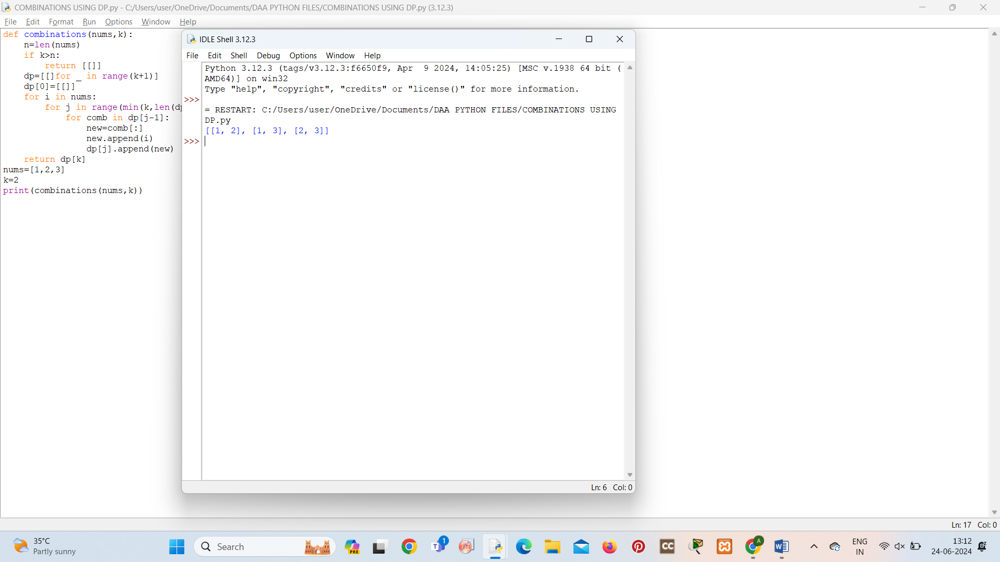 COMBINATIONS USING DP.py - C:/Users/user/OneDrive/Documents/DAA PYTHON FILES/COMBINATIONS USING DP.py (3.12.3)
File Edit Format Run Options Window Help
def combinations(nums,k):
    n=len(nums)
    if k>n:
        return [[]]
    dp=[[]for _ in range(k+1)]
    dp[0]=[[]]
    for i in nums:
        for j in range(min(k,len(dp
            for comb in dp[j-1]:
                new=comb[:]
                new.append(i)
                dp[j].append(new)
    return dp[k]
nums=[1,2,3]
k=2
print(combinations(nums,k))
IDLE Shell 3.12.3
File Edit Shell Debug Options Window Help
Python 3.12.3 (tags/v3.12.3:f6650f9, Apr  9 2024, 14:05:25) [MSC v.1938 64 bit (
AMD64)] on win32
Type "help", "copyright", "credits" or "license()" for more information.
>>>
= RESTART: C:/Users/user/OneDrive/Documents/DAA PYTHON FILES/COMBINATIONS USING
DP.py
[[1, 2], [1, 3], [2, 3]]
>>>
Ln: 6 Col: 0
Ln: 17 Col: 0
35°C
Partly sunny
Search
PRE
1
T
CC
A
W
ENG
IN
13:12
24-06-2024